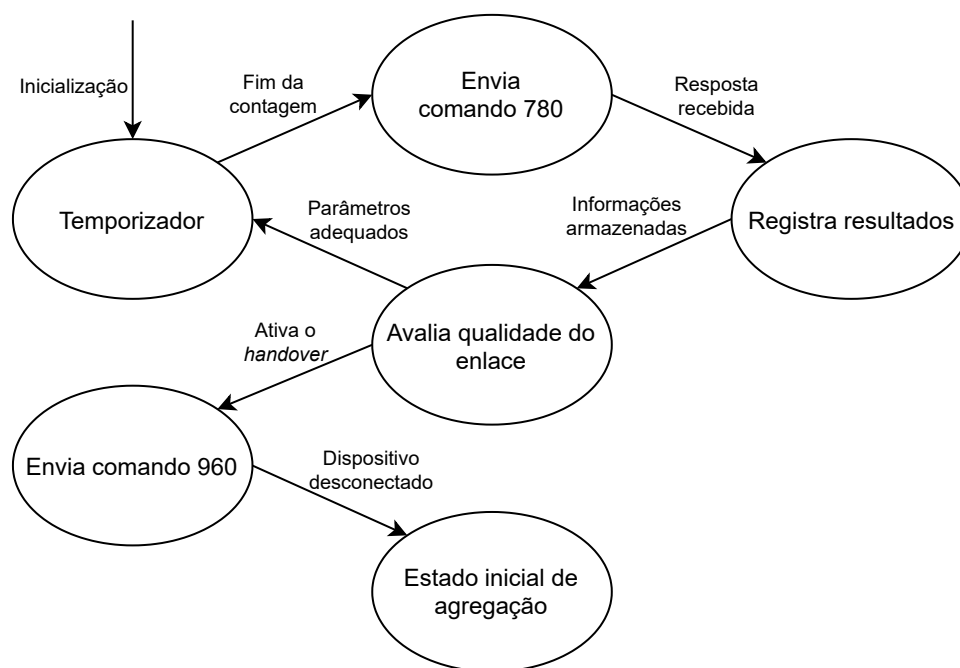 Inicialização
Fim da
contagem
Envia
comando 780
Resposta
recebida
Temporizador
Parâmetros
adequados
Informações
armazenadas
Registra resultados
Ativa o
handover
Avalia qualidade do
enlace
Envia comando 960
Dispositivo
desconectado
Estado inicial de
agregação